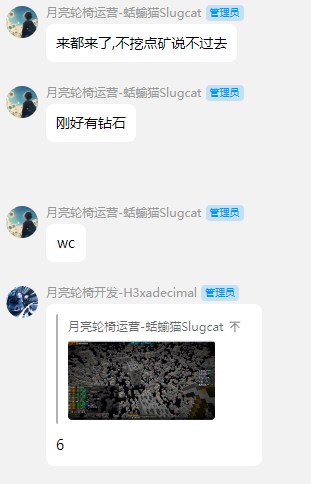 月亮轮椅运营-蛞蝓猫Slugcat 管理员
来都来了,不挖点矿说不过去
月亮轮椅运营-蛞蝓猫Slugcat 管理员
刚好有钻石
月亮轮椅运营-蛞蝓猫Slugcat 管理员
wc
月亮轮椅开发-H3xadecimal 管理员
月亮轮椅运营-蛞蝓猫Slugcat
6